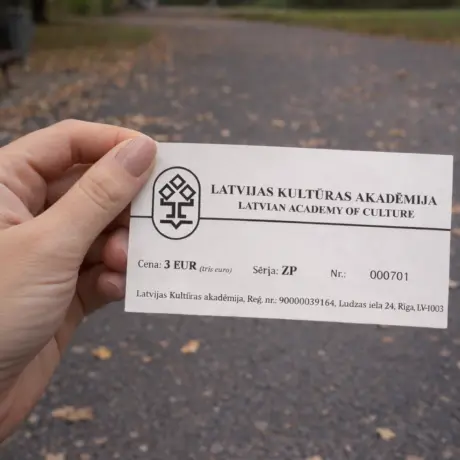 LATVIJAS KULTŪRAS AKADĒMIJA
LATVIAN ACADEMY OF CULTURE
Cena: 3 EUR (trīs euro) Sērija: ZP Nr.: 000701
Latvijas Kultūras akadēmija, Reģ. nr.: 90000039164, Ludzas iela 24, Rīga, LV-1003